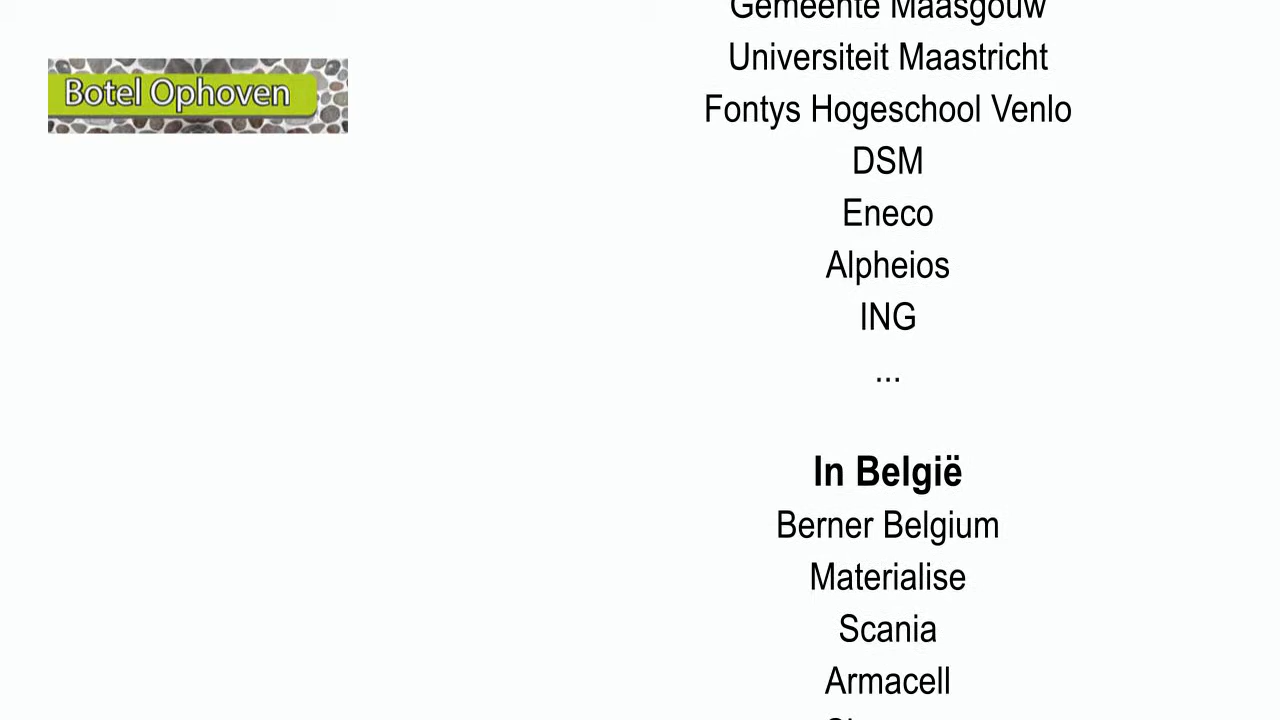 Gemeente Maasgouw
Botel Ophoven
Universiteit Maastricht
Fontys Hogeschool Venlo
DSM
Eneco
Alpheios
ING
...
In België
Berner Belgium
Materialise
Scania
Armacell